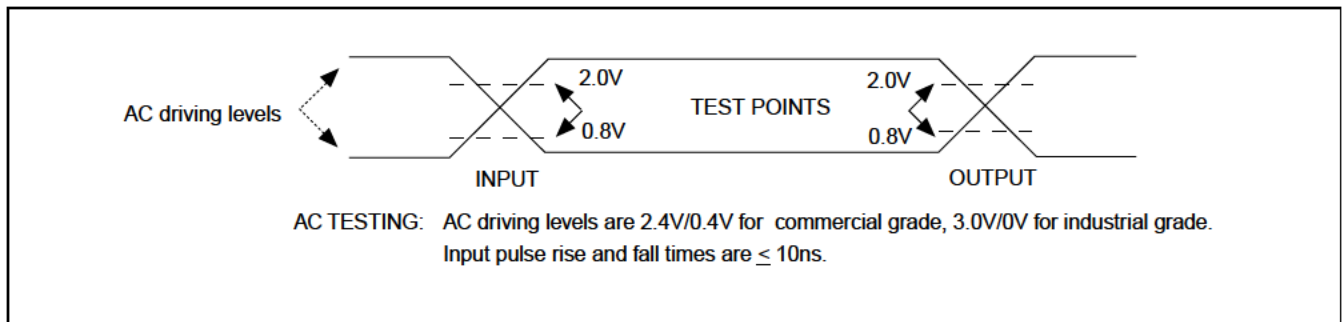 2.0V
2.0V
AC driving levels
TEST POINTS
0.8V
0.8V
INPUT
OUTPUT
AC TESTING: AC driving levels are 2.4V/0.4V for commercial grade, 3.0V/0V for industrial grade.
Input pulse rise and fall times are < 10ns.